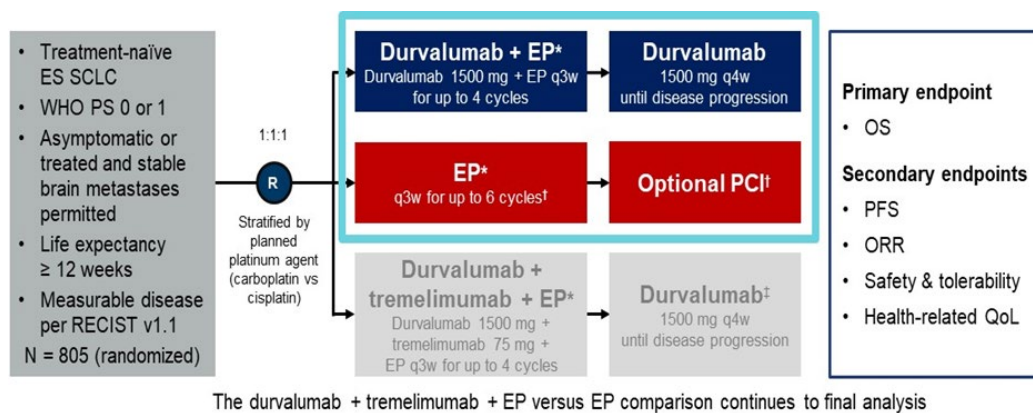 • Treatment-naïve
ES SCLC
• WHO PS 0 or 1
• Asymptomatic or
treated and stable
brain metastases
permitted
• Life expectancy
≥ 12 weeks
• Measurable disease
per RECIST v1.1
N = 805 (randomized)
1:1:1
R
Stratified by
planned
platinum agent
(carboplatin vs
cisplatin)
Durvalumab + EP*
Durvalumab 1500 mg + EP q3w
for up to 4 cycles
Durvalumab
1500 mg q4w
until disease progression
EP*
q3w for up to 6 cycles†
Optional PCI†
Durvalumab +
tremelimumab + EP*
Durvalumab 1500 mg +
tremelimumab 75 mg +
EP q3w for up to 4 cycles
Durvalumab‡
1500 mg q4w
until disease progression
Primary endpoint
• OS
Secondary endpoints
• PFS
• ORR
• Safety & tolerability
• Health-related QoL
The durvalumab + tremelimumab + EP versus EP comparison continues to final analysis